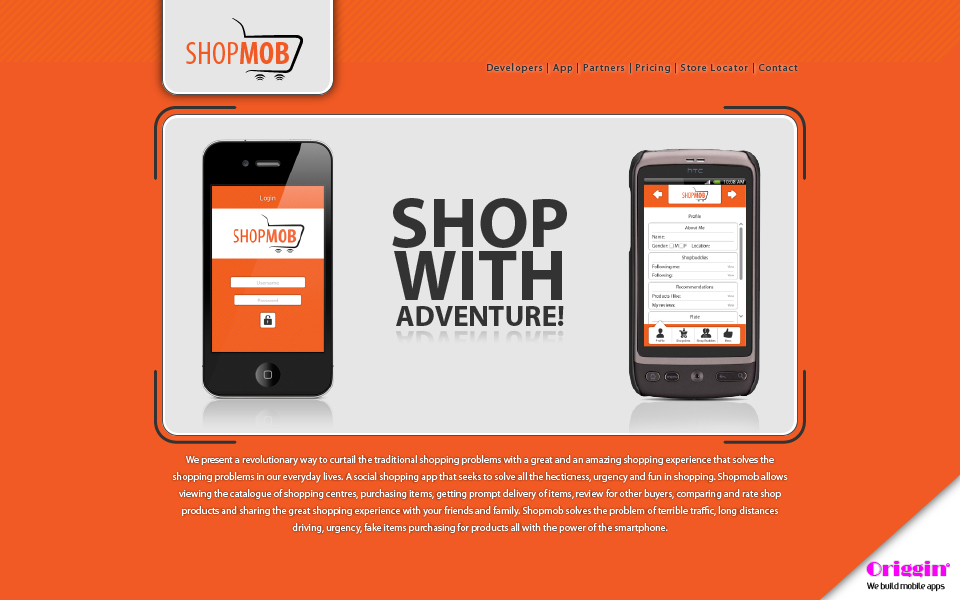 SHOPMOB
Developers | App | Partners | Pricing | Store Locator | Contact
Login
SHOPMOB
Username
Password
SHOP
WITH
ADVENTURE!
hTC
10:08 AM
SHOPMOB
Profile
About Me
Name:
Gender: M F Location:
Shopbuddies
Following me:
Following:
Recommendations
Products I like:
My reviews:
Rate
Profile
We present a revolutionary way to curtail the traditional shopping problems with a great and an amazing shopping experience that solves the
shopping problems in our everyday lives. A social shopping app that seeks to solve all the hecticness, urgency and fun in shopping. Shopmob allows
viewing the catalogue of shopping centres, purchasing items, getting prompt delivery of items, review for other buyers, comparing and rate shop
products and sharing the great shopping experience with your friends and family. Shopmob solves the problem of terrible traffic, long distances
driving, urgency, fake items purchasing for products all with the power of the smartphone.
Origgin
We build mobile apps